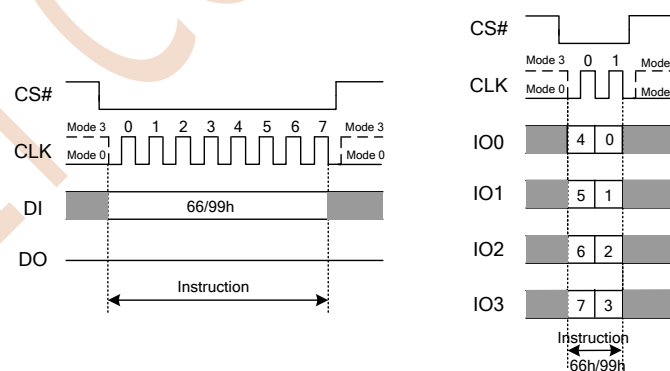 CS#
Mode 3 0 1 2 3 4 5 6 7 Mode 3
CLK
Mode 0 Mode 0
DI 66/99h
DO
Instruction
CS#
Mode 3 0 1 Mode
CLK
Mode 0 Mode
IO0 4 0
IO1 5 1
IO2 6 2
IO3 7 3
Instruction
66h/99h